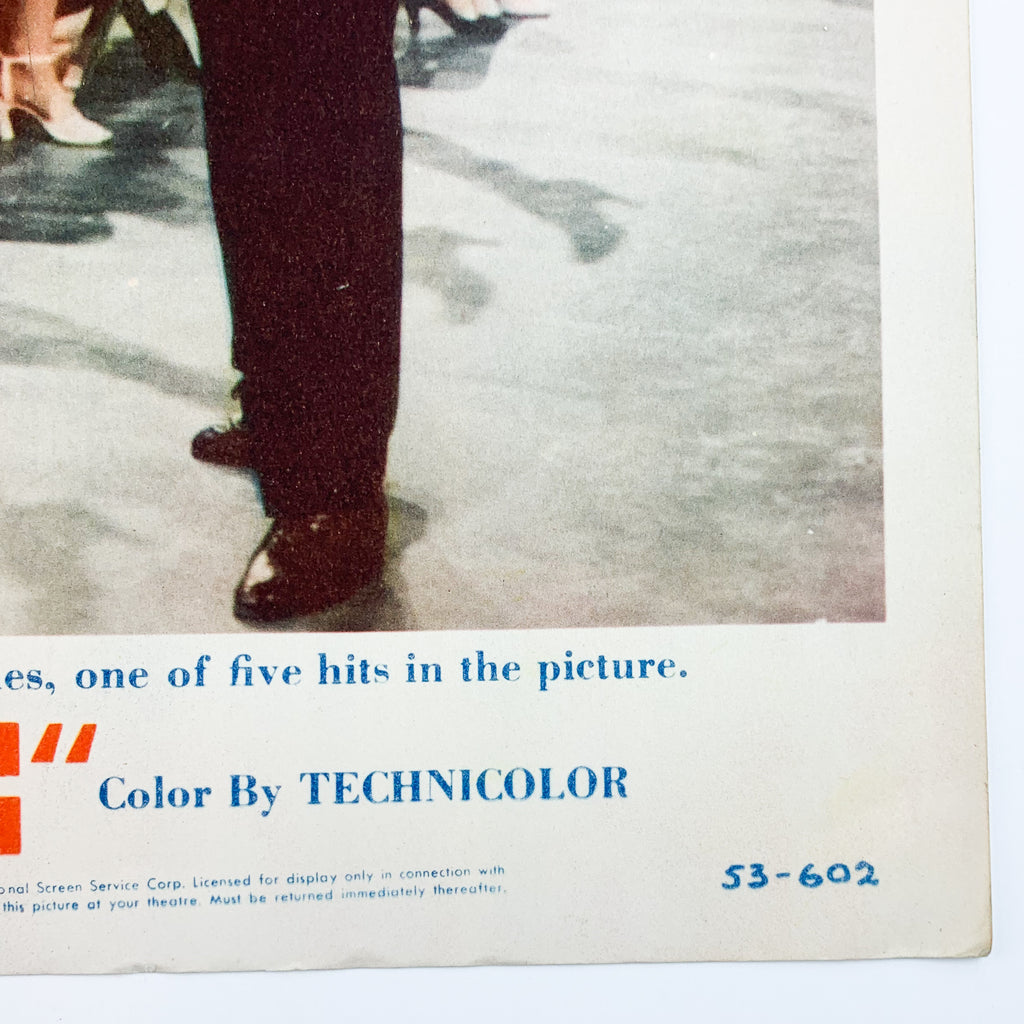 es, one of five hits in the picture.
"
Color By TECHNICOLOR
onal Screen Service Corp. Licensed for display only in connection with
this picture at your theatre. Must be returned immediately thereafter.
53-602